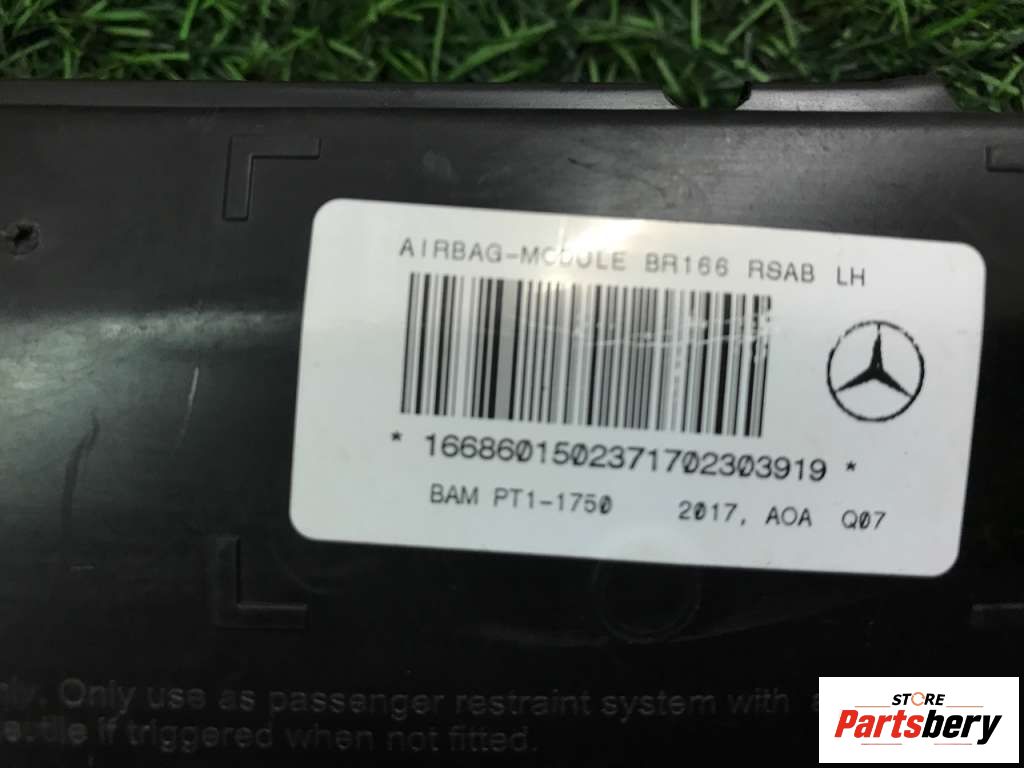 AIRBAG-MODULE BR166 RSAB LH
* 1668601502371702303919 *
BAM PT1-1750 2017, AOA Q07
Only use as passenger restraint system with
if triggered when not fitted.
STORE
Partsbery